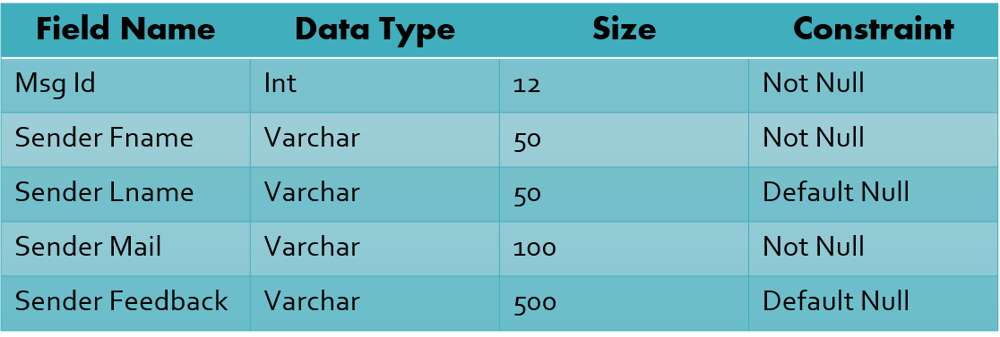 Field Name Data Type Size Constraint
Msg Id Int 12 Not Null
Sender Fname Varchar 50 Not Null
Sender Lname Varchar 50 Default Null
Sender Mail Varchar 100 Not Null
Sender Feedback Varchar 500 Default Null